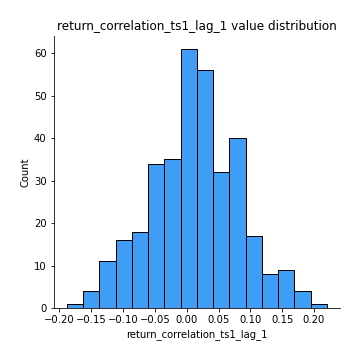 return_correlation_ts1_lag_1 value distribution
60
50
40
30
20
10
0
Count
−0.20 −0.15 −0.10 −0.05 0.00 0.05 0.10 0.15 0.20
return_correlation_ts1_lag_1